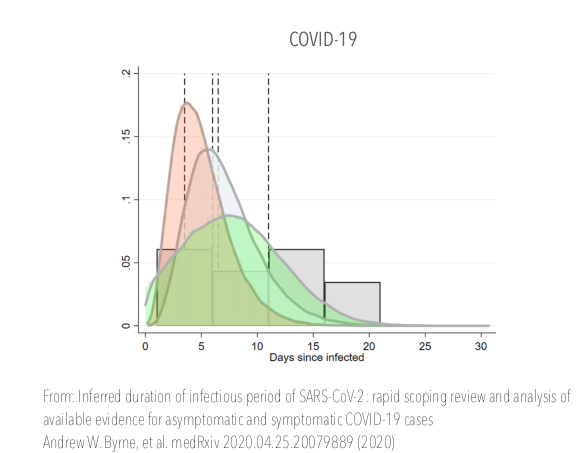 COVID-19
.2
.15
.1
.05
0
0 5 10 15 20 25 30
Days since infected
From: Inferred duration of infectious period of SARS-CoV-2: rapid scoping review and analysis of
available evidence for asymptomatic and symptomatic COVID-19 cases
Andrew W. Byrne, et al. medRxiv 2020.04.25.20079889 (2020)